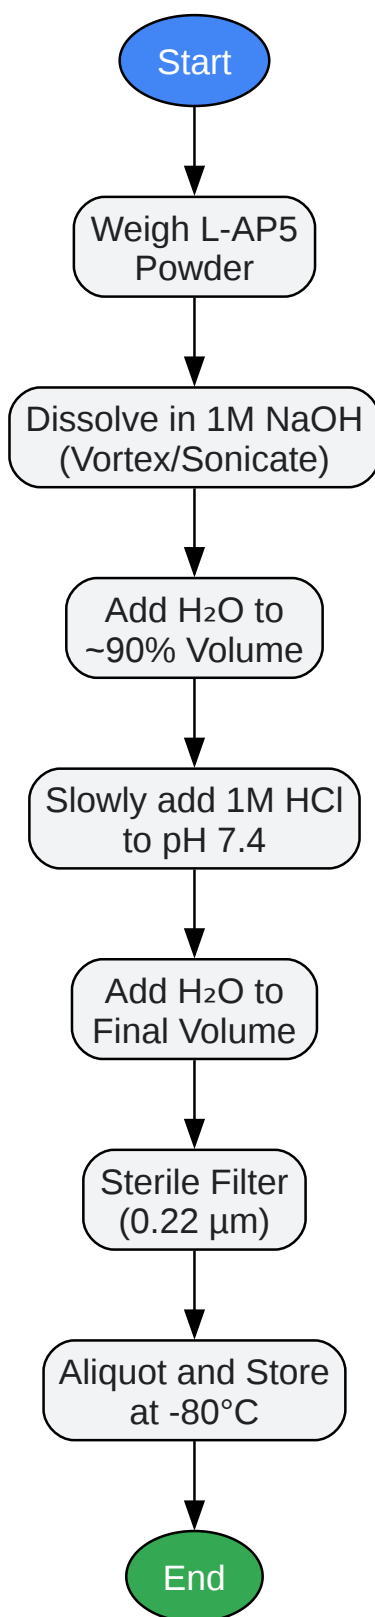 Start
Weigh L-AP5
Powder
Dissolve in 1M NaOH
(Vortex/Sonicate)
Add H₂O to
~90% Volume
Slowly add 1M HCl
to pH 7.4
Add H₂O to
Final Volume
Sterile Filter
(0.22 µm)
Aliquot and Store
at -80°C
End